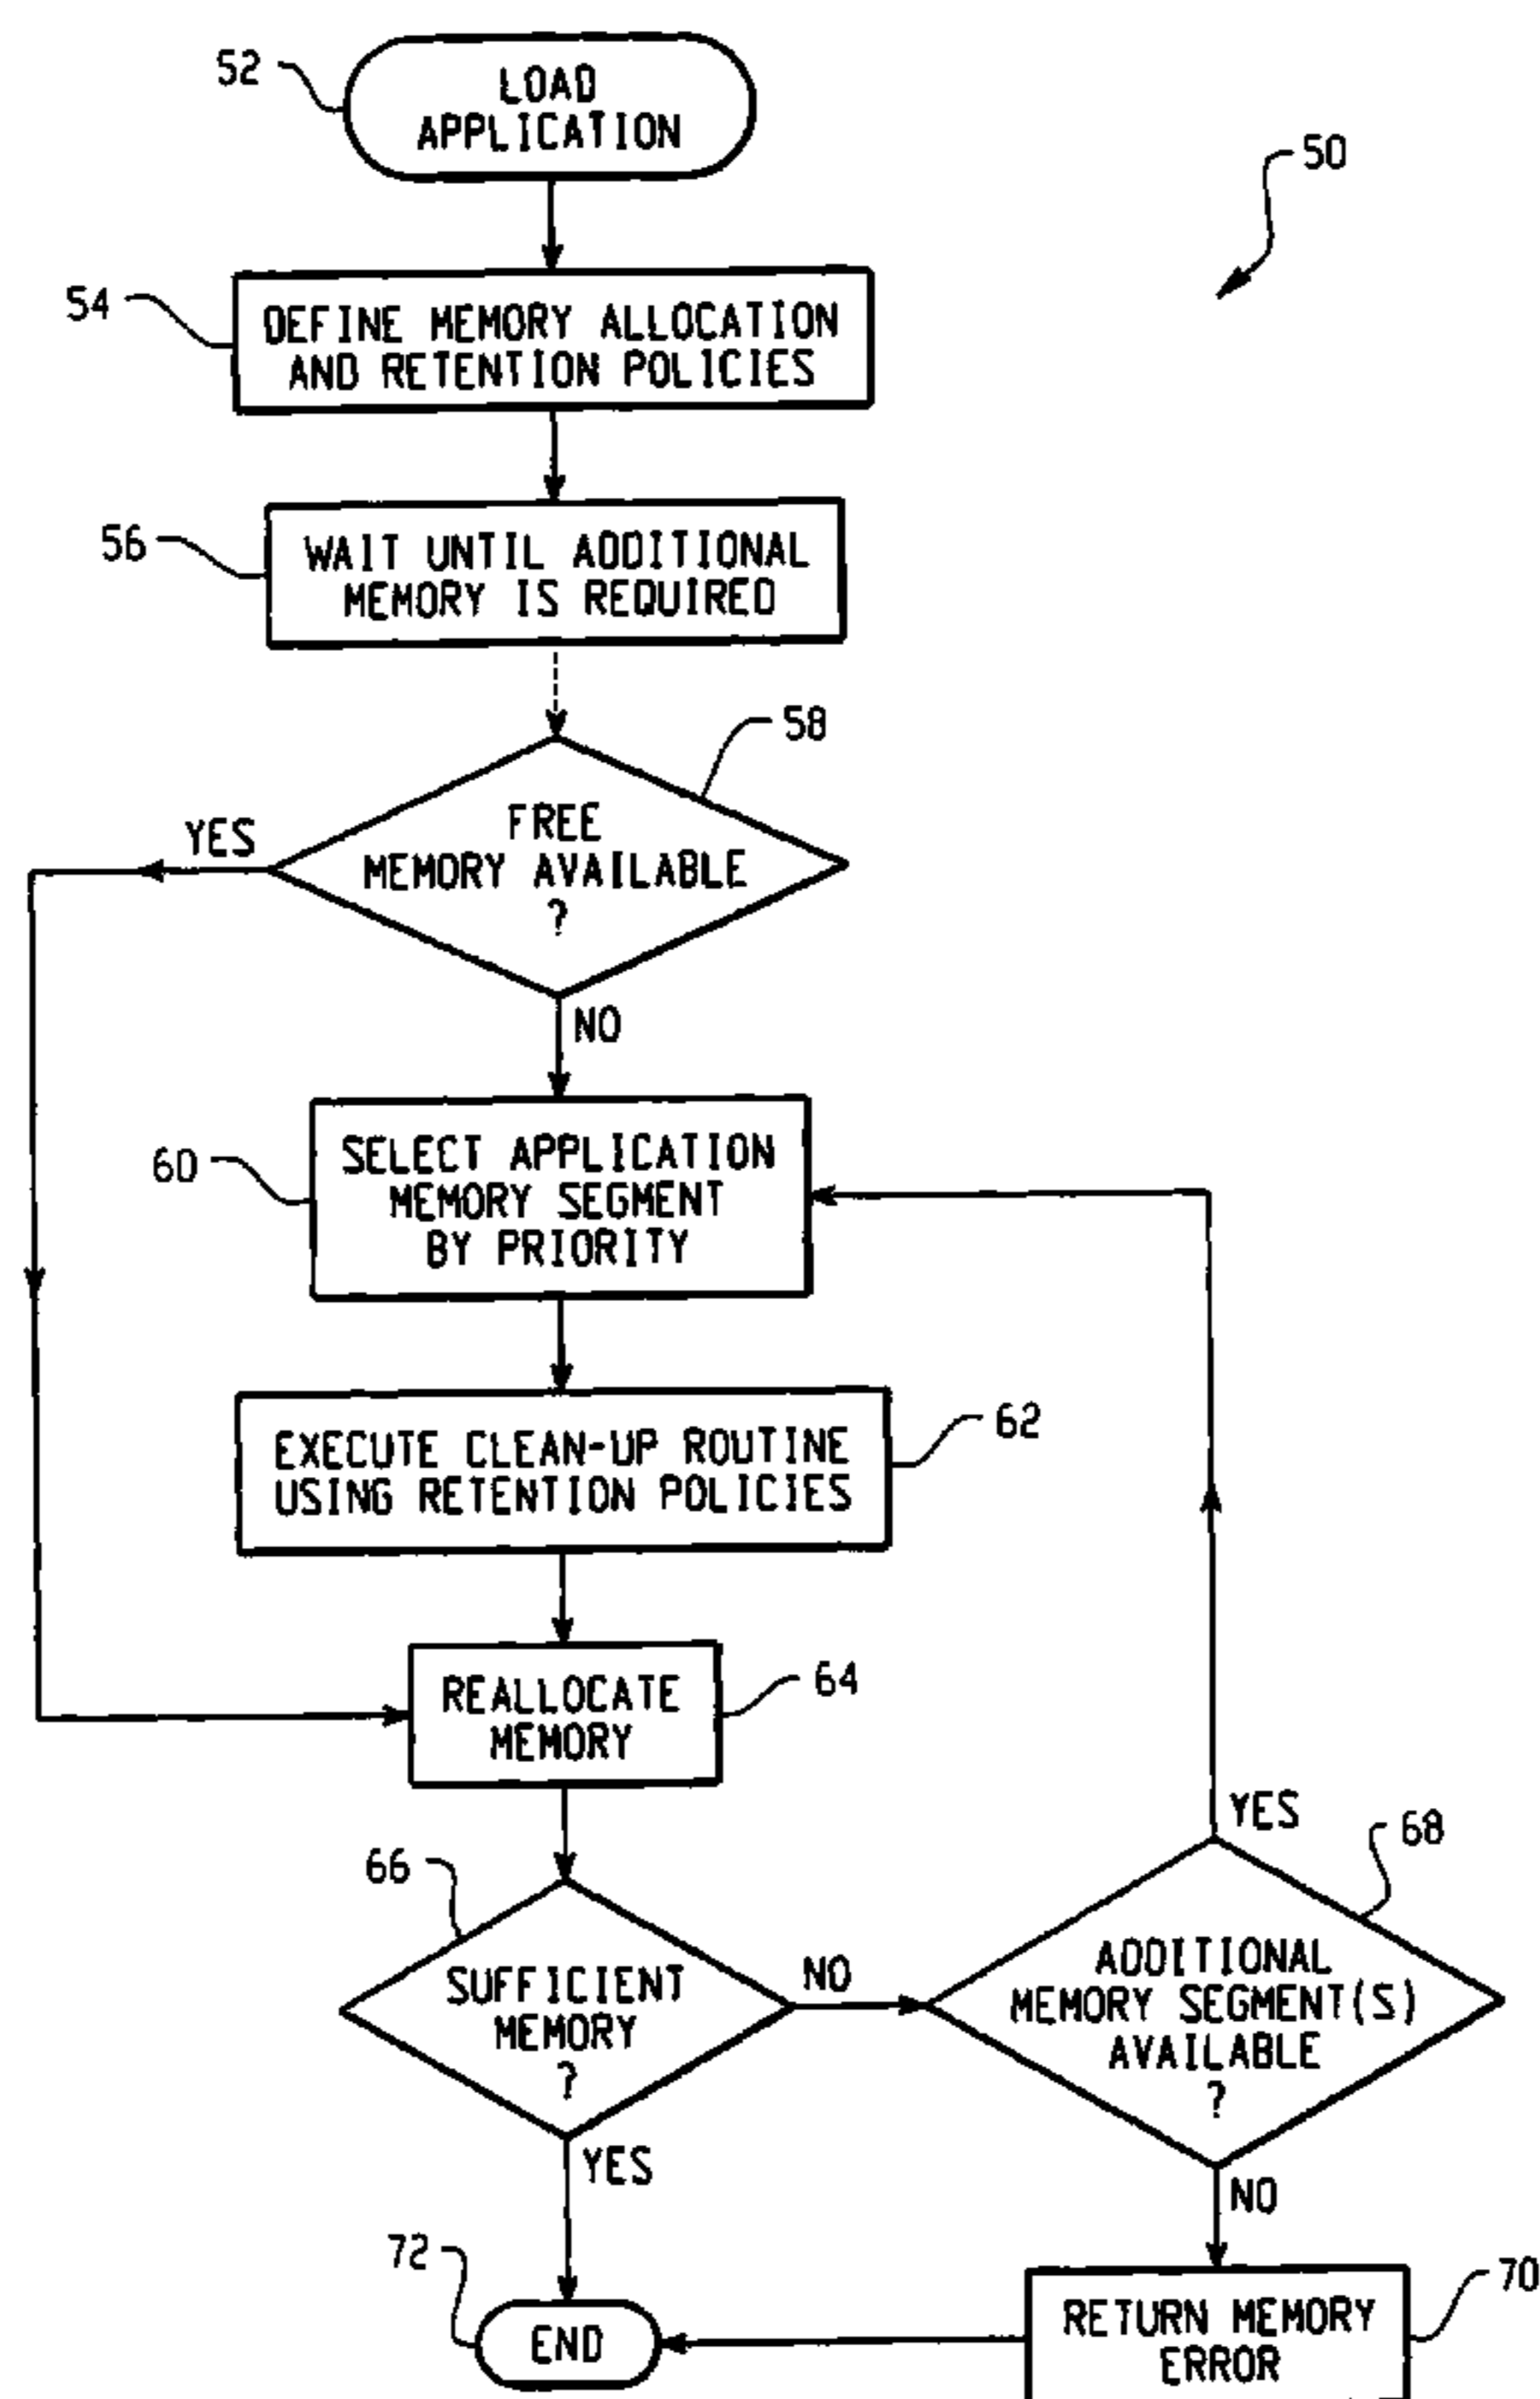 52
LOAD
APPLICATION
50
54
DEFINE MEMORY ALLOCATION
AND RETENTION POLICIES
56
WAIT UNTIL ADDITIONAL
MEMORY IS REQUIRED
58
YES
FREE
MEMORY AVAILABLE
?
NO
60
SELECT APPLICATION
MEMORY SEGMENT
BY PRIORITY
62
EXECUTE CLEAN-UP ROUTINE
USING RETENTION POLICIES
64
REALLOCATE
MEMORY
YES
68
66
SUFFICIENT
MEMORY
?
NO
ADDITIONAL
MEMORY SEGMENT(S)
AVAILABLE
?
YES
NO
72
END
70
RETURN MEMORY
ERROR